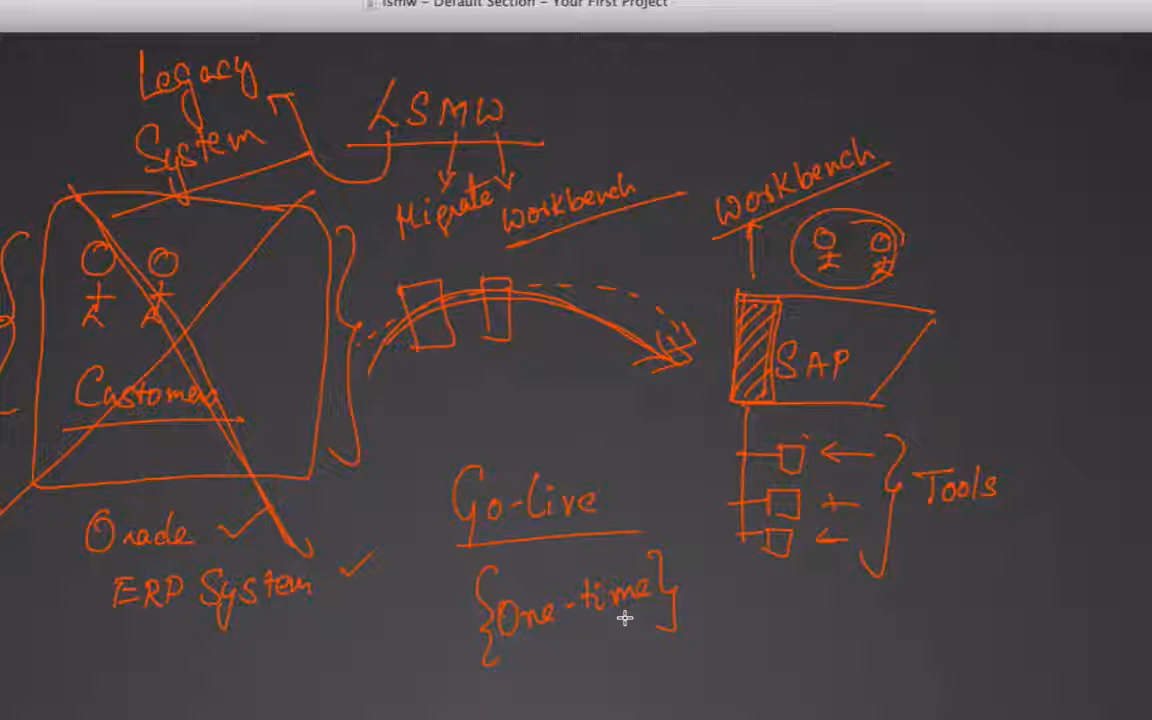 lsmw – Default Section – Your First Project
Legacy
System
LSMW
Migrate
Workbench
Workbench
SAP
Customers
Oracle
ERP System
Go-Live
{One-time}
Tools